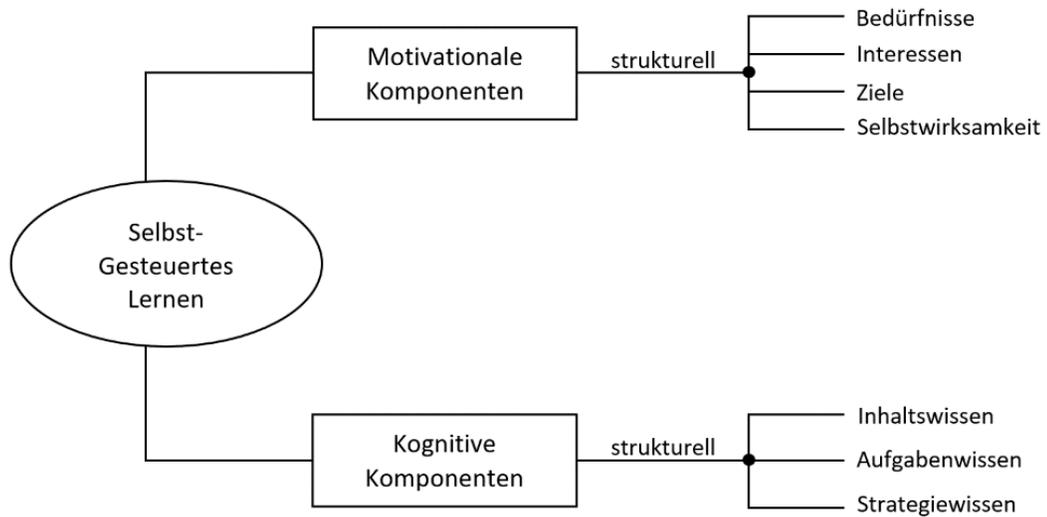 Motivationale
Komponenten
strukturell
Bedürfnisse
Interessen
Ziele
Selbstwirksamkeit
Selbst-
Gesteuertes
Lernen
Kognitive
Komponenten
strukturell
Inhaltswissen
Aufgabenwissen
Strategiewissen